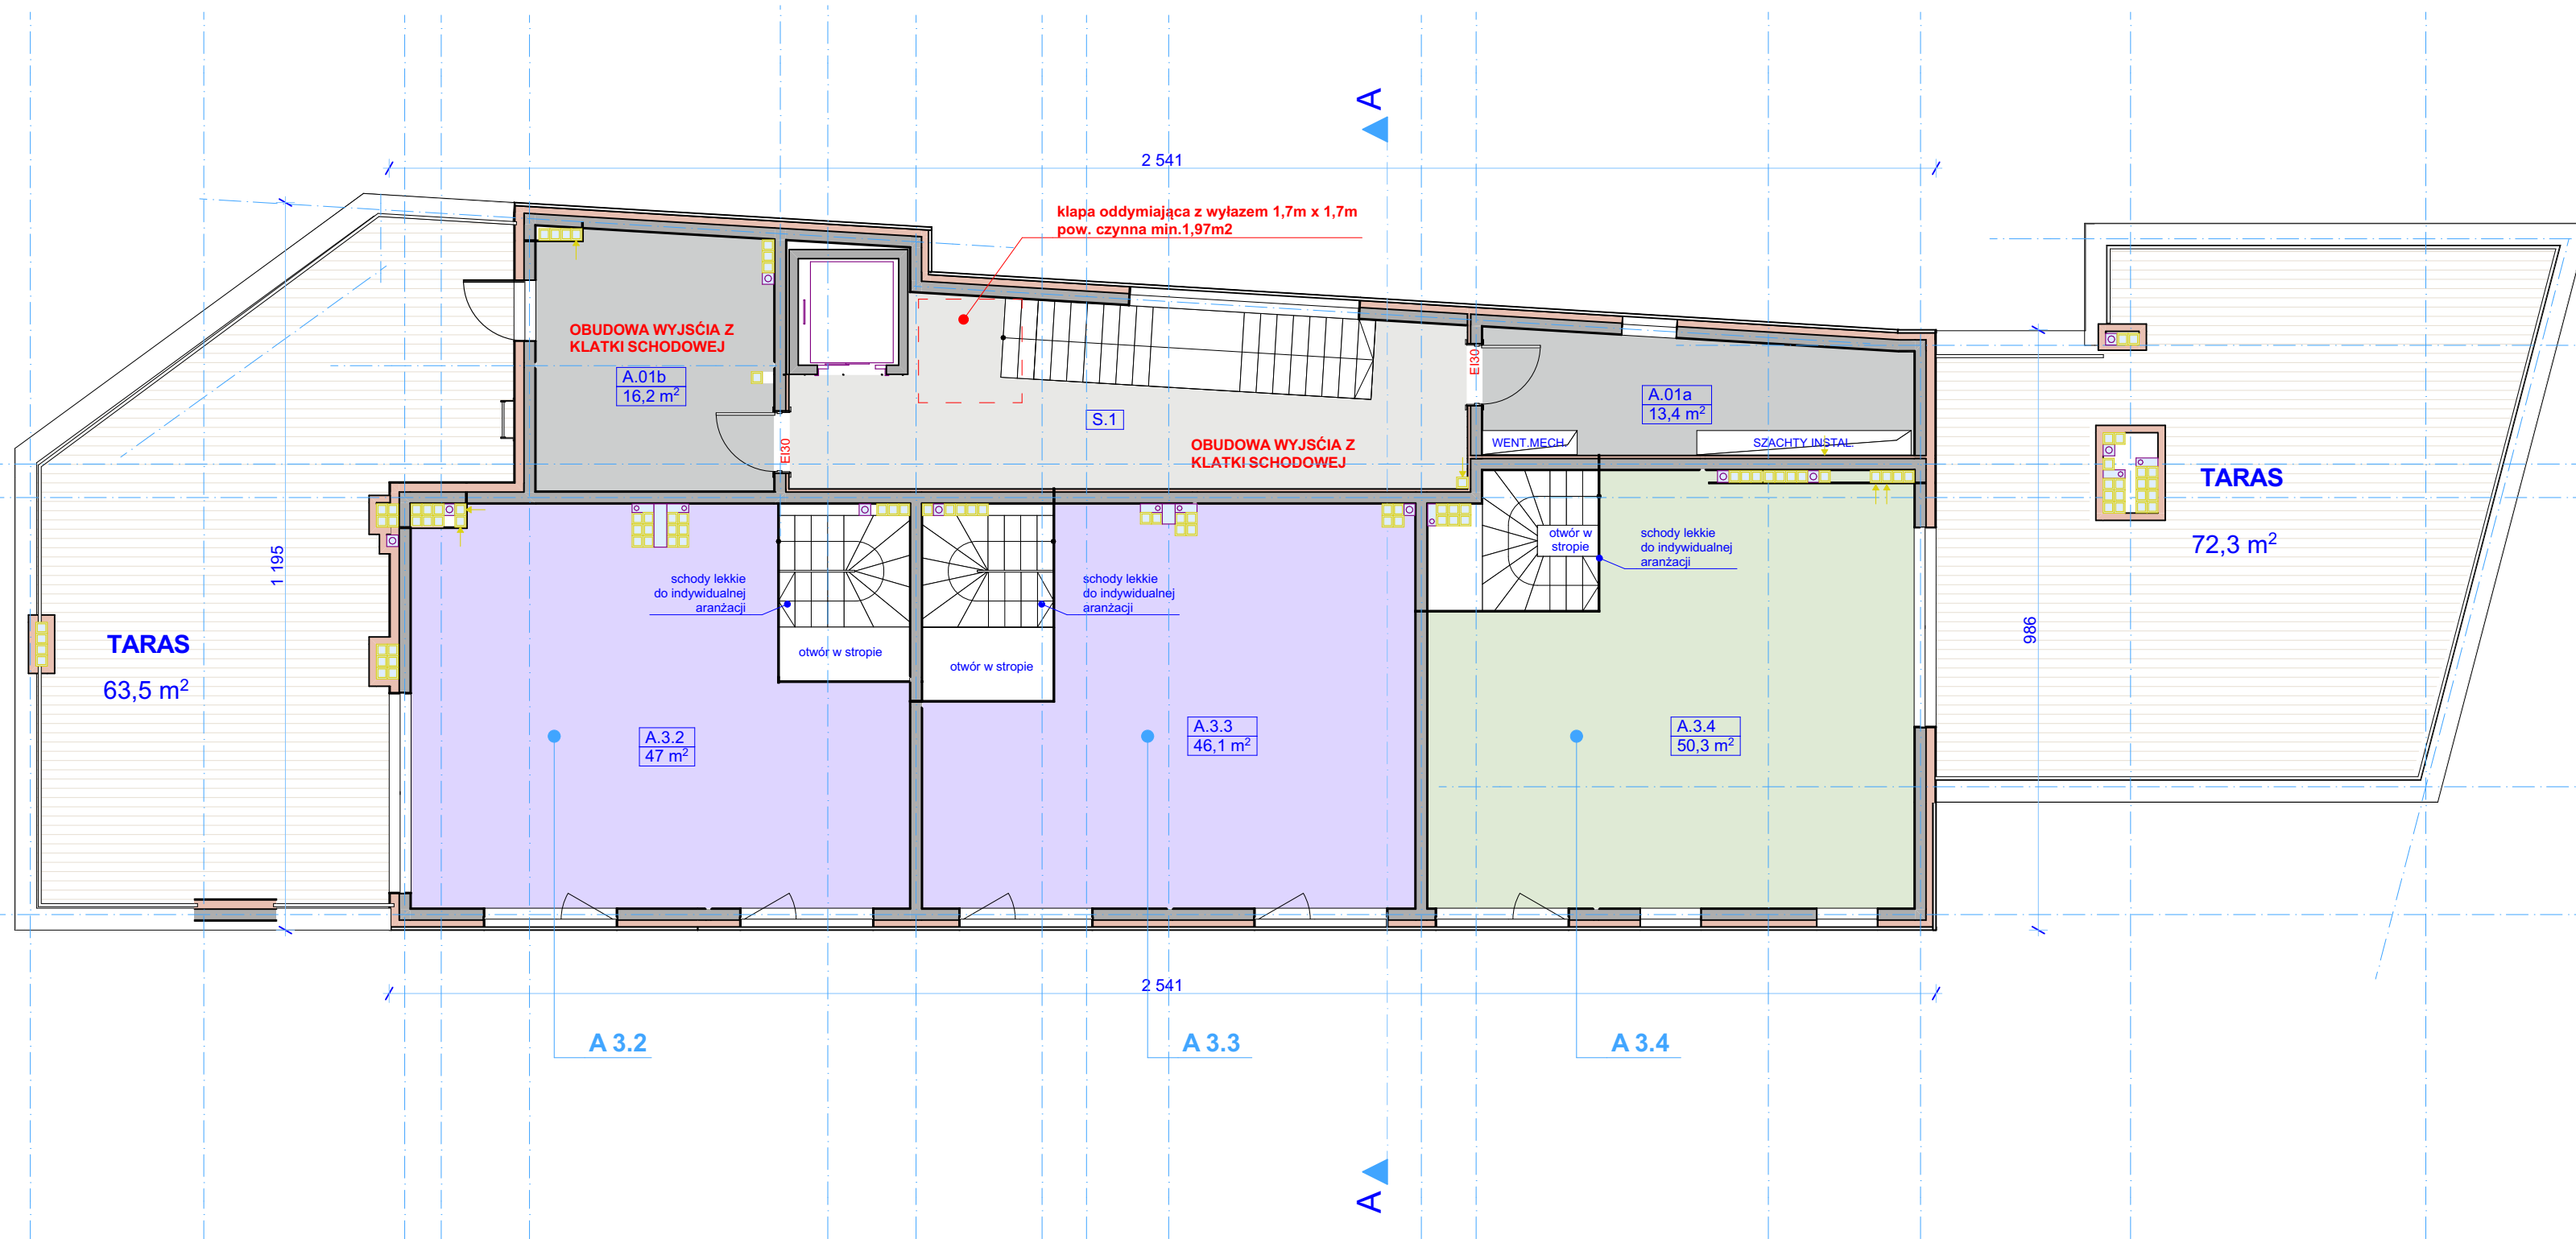 A
2 541
klapa oddymiająca z wyłazem 1,7m x 1,7m
pow. czynna min.1,97m2
OBUDOWA WYJŚĆIA Z
KLATKI SCHODOWEJ
A.01b
16,2 m²
EI30
S.1
OBUDOWA WYJŚĆIA Z
KLATKI SCHODOWEJ
EI30
A.01a
13,4 m²
WENT.MECH.
SZACHTY INSTAL.
TARAS
72,3 m²
1 195
986
otwór w
stropie
schody lekkie
do indywidualnej
aranżacji
schody lekkie
do indywidualnej
aranżacji
schody lekkie
do indywidualnej
aranżacji
TARAS
63,5 m²
otwór w stropie
otwór w stropie
A.3.2
47 m²
A.3.3
46,1 m²
A.3.4
50,3 m²
2 541
A 3.2
A 3.3
A 3.4
A